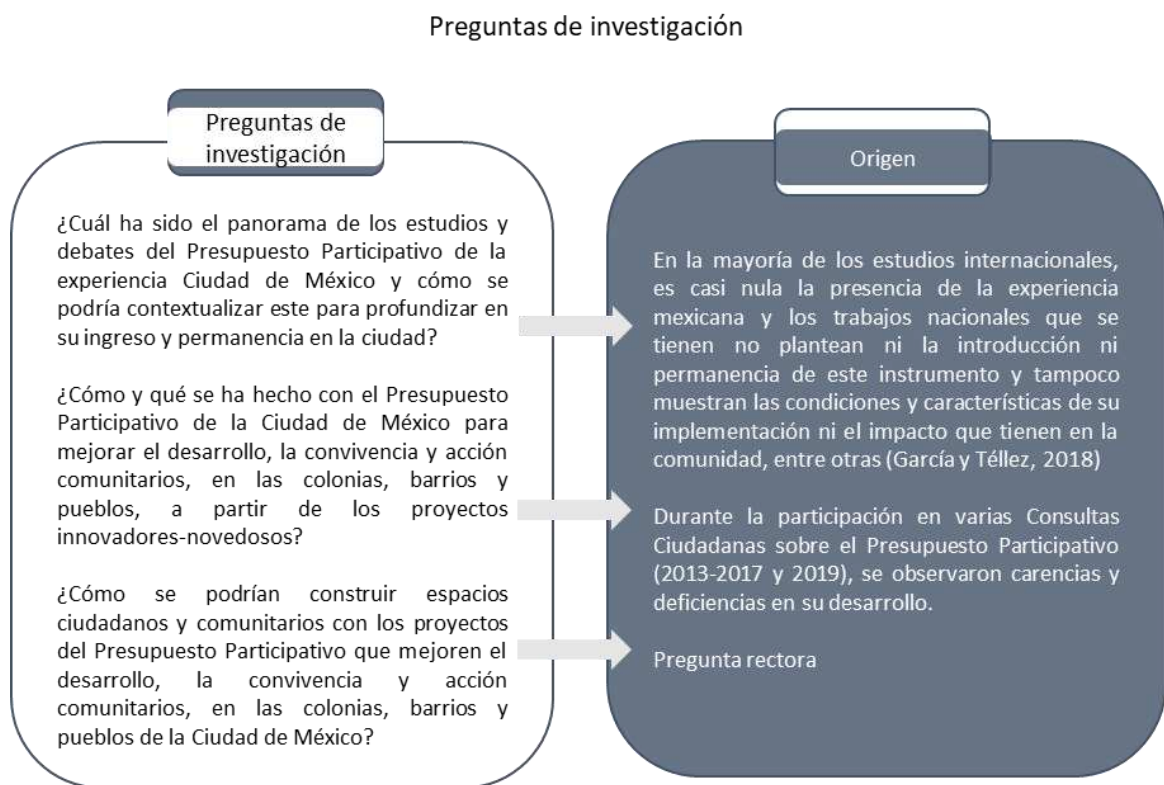 Preguntas de investigación
Preguntas de
investigación
¿Cuál ha sido el panorama de los estudios y
debates del Presupuesto Participativo de la
experiencia Ciudad de México y cómo se
podría contextualizar este para profundizar en
su ingreso y permanencia en la ciudad?
¿Cómo y qué se ha hecho con el Presupuesto
Participativo de la Ciudad de México para
mejorar el desarrollo, la convivencia y acción
comunitarios, en las colonias, barrios y
pueblos, a partir de los proyectos
innovadores-novedosos?
¿Cómo se podrían construir espacios
ciudadanos y comunitarios con los proyectos
del Presupuesto Participativo que mejoren el
desarrollo, la convivencia y acción
comunitarios, en las colonias, barrios y
pueblos de la Ciudad de México?
Origen
En la mayoría de los estudios internacionales,
es casi nula la presencia de la experiencia
mexicana y los trabajos nacionales que se
tienen no plantean ni la introducción ni
permanencia de este instrumento y tampoco
muestran las condiciones y características de su
implementación ni el impacto que tienen en la
comunidad, entre otras (García y Téllez, 2018)
Durante la participación en varias Consultas
Ciudadanas sobre el Presupuesto Participativo
(2013-2017 y 2019), se observaron carencias y
deficiencias en su desarrollo.
Pregunta rectora